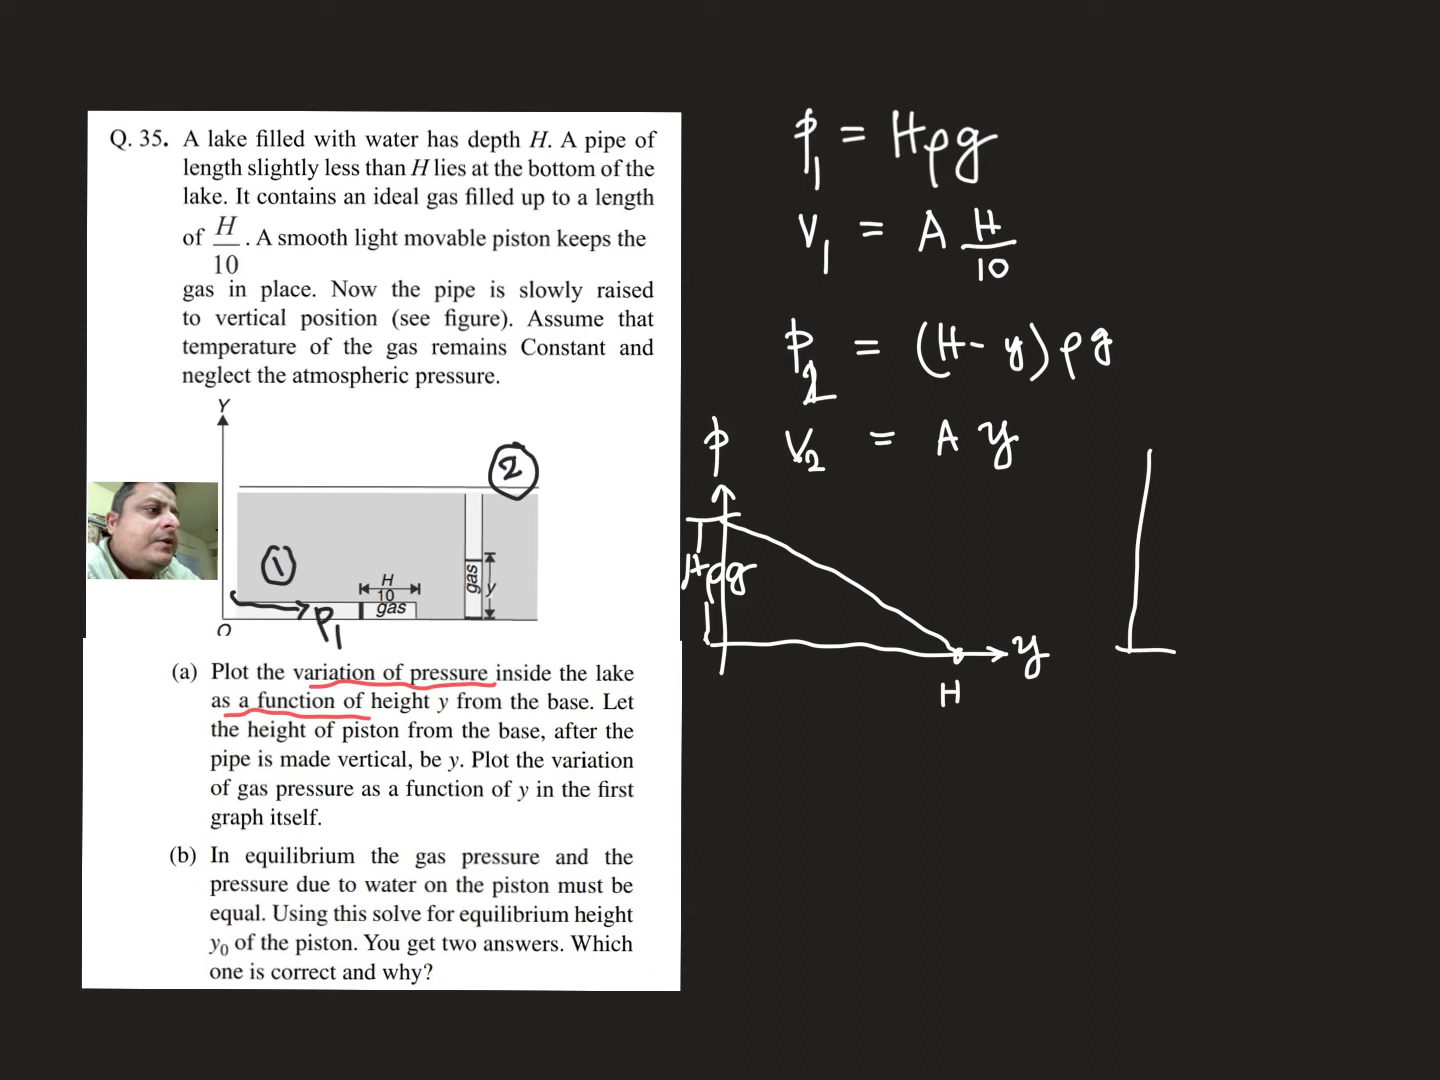 Q. 35. A lake filled with water has depth H. A pipe of
length slightly less than H lies at the bottom of the
lake. It contains an ideal gas filled up to a length
of H/10. A smooth light movable piston keeps the
gas in place. Now the pipe is slowly raised
to vertical position (see figure). Assume that
temperature of the gas remains Constant and
neglect the atmospheric pressure.
Y
2
1
H/10
gas
gas
y
O
P₁
(a) Plot the variation of pressure inside the lake
as a function of height y from the base. Let
the height of piston from the base, after the
pipe is made vertical, be y. Plot the variation
of gas pressure as a function of y in the first
graph itself.
(b) In equilibrium the gas pressure and the
pressure due to water on the piston must be
equal. Using this solve for equilibrium height
y₀ of the piston. You get two answers. Which
one is correct and why?
p₁ = Hρg
V₁ = A H/10
p₂ = (H-y)ρg
V₂ = A y
p
Hρg
y
H